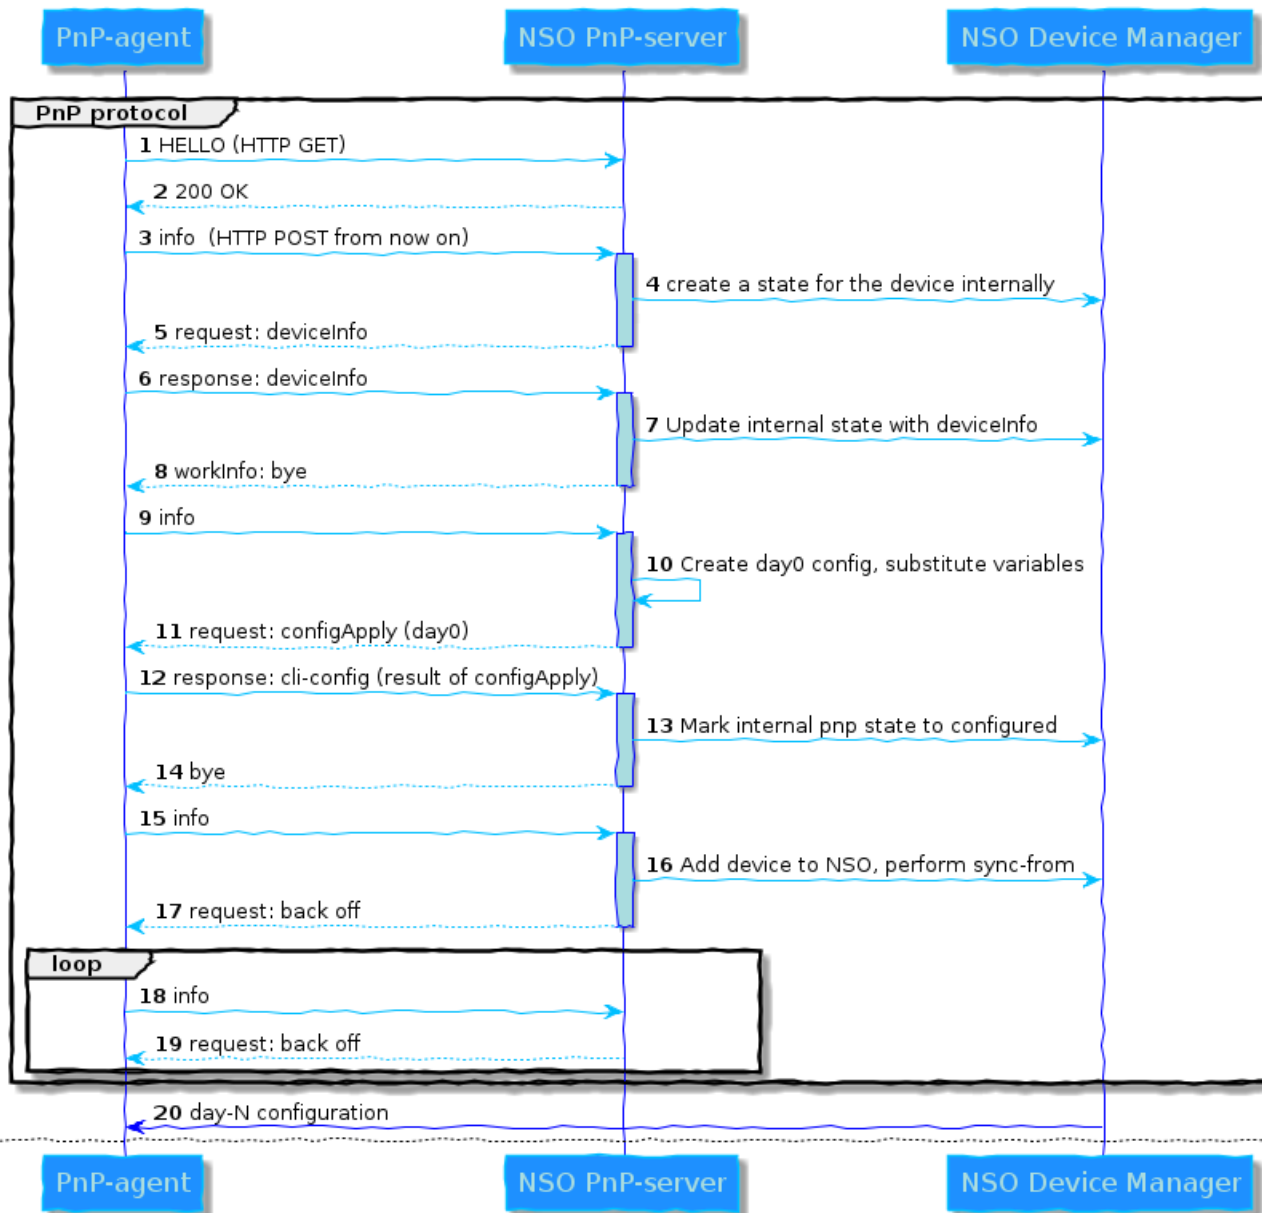 PnP-agent
NSO PnP-server
NSO Device Manager
PnP protocol
1 HELLO (HTTP GET)
2 200 OK
3 info  (HTTP POST from now on)
4 create a state for the device internally
5 request: deviceInfo
6 response: deviceInfo
7 Update internal state with deviceInfo
8 workInfo: bye
9 info
10 Create day0 config, substitute variables
11 request: configApply (day0)
12 response: cli-config (result of configApply)
13 Mark internal pnp state to configured
14 bye
15 info
16 Add device to NSO, perform sync-from
17 request: back off
loop
18 info
19 request: back off
20 day-N configuration
PnP-agent
NSO PnP-server
NSO Device Manager